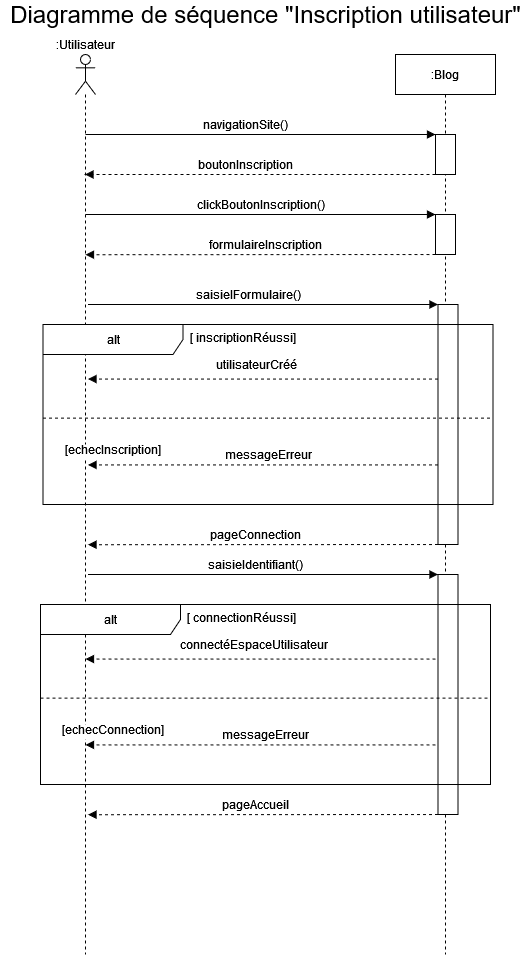 Diagramme de séquence "Inscription utilisateur"
:Utilisateur
:Blog
navigationSite()
boutonInscription
clickBoutonInscription()
formulaireInscription
saisielFormulaire()
alt
[ inscriptionRéussi]
utilisateurCréé
[echecInscription]
messageErreur
pageConnection
saisieIdentifiant()
alt
[ connectionRéussi]
connectéEspaceUtilisateur
[echecConnection]
messageErreur
pageAccueil